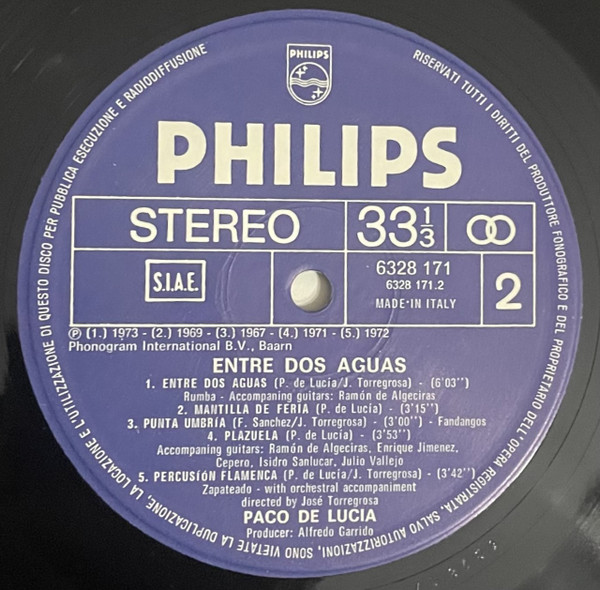 PHILIPS
RISERVATI TUTTI I DIRITTI DEL PRODUTTORE FONOGRAFICO E DEL PROPRIETARIO DELL'OPERA REGISTRATA. SALVO AUTORIZZAZIONI, SONO VIETATE LA DUPLICAZIONE, LA LOCAZIONE E L'UTILIZZAZIONE DI QUESTO DISCO PER PUBBLICA ESECUZIONE E RADIODIFFUSIONE
PHILIPS
STEREO 33 1/3
S.I.A.E.
6328 171
6328 171.2
MADE·IN ITALY
2
℗ (1.) 1973 - (2.) 1969 - (3.) 1967 - (4.) 1971 - (5.) 1972
Phonogram International B.V., Baarn
ENTRE DOS AGUAS
1. ENTRE DOS AGUAS (P. de Lucía/J. Torregrosa) - (6'03'')
Rumba - Accompaning guitars: Ramón de Algeciras
2. MANTILLA DE FERIA (P. de Lucía) - (3'15'')
3. PUNTA UMBRÍA (F. Sanchez/J. Torregrosa) - (3'00'') - Fandangos
4. PLAZUELA (P. de Lucía) - (3'53'')
Accompaning guitars: Ramón de Algeciras, Enrique Jimenez,
Cepero, Isidro Sanlucar, Julio Vallejo
5. PERCUSIóN FLAMENCA (P. de Lucía/J. Torregrosa) - (3'42'')
Zapateado - with orchestral accompaniment
directed by José Torregrosa
PACO DE LUCIA
Producer: Alfredo Garrido